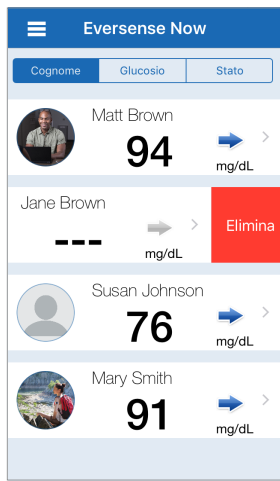 Eversense Now
Cognome Glucosio Stato
Matt Brown
94
mg/dL
Jane Brown
---
mg/dL
Elimina
Susan Johnson
76
mg/dL
Mary Smith
91
mg/dL